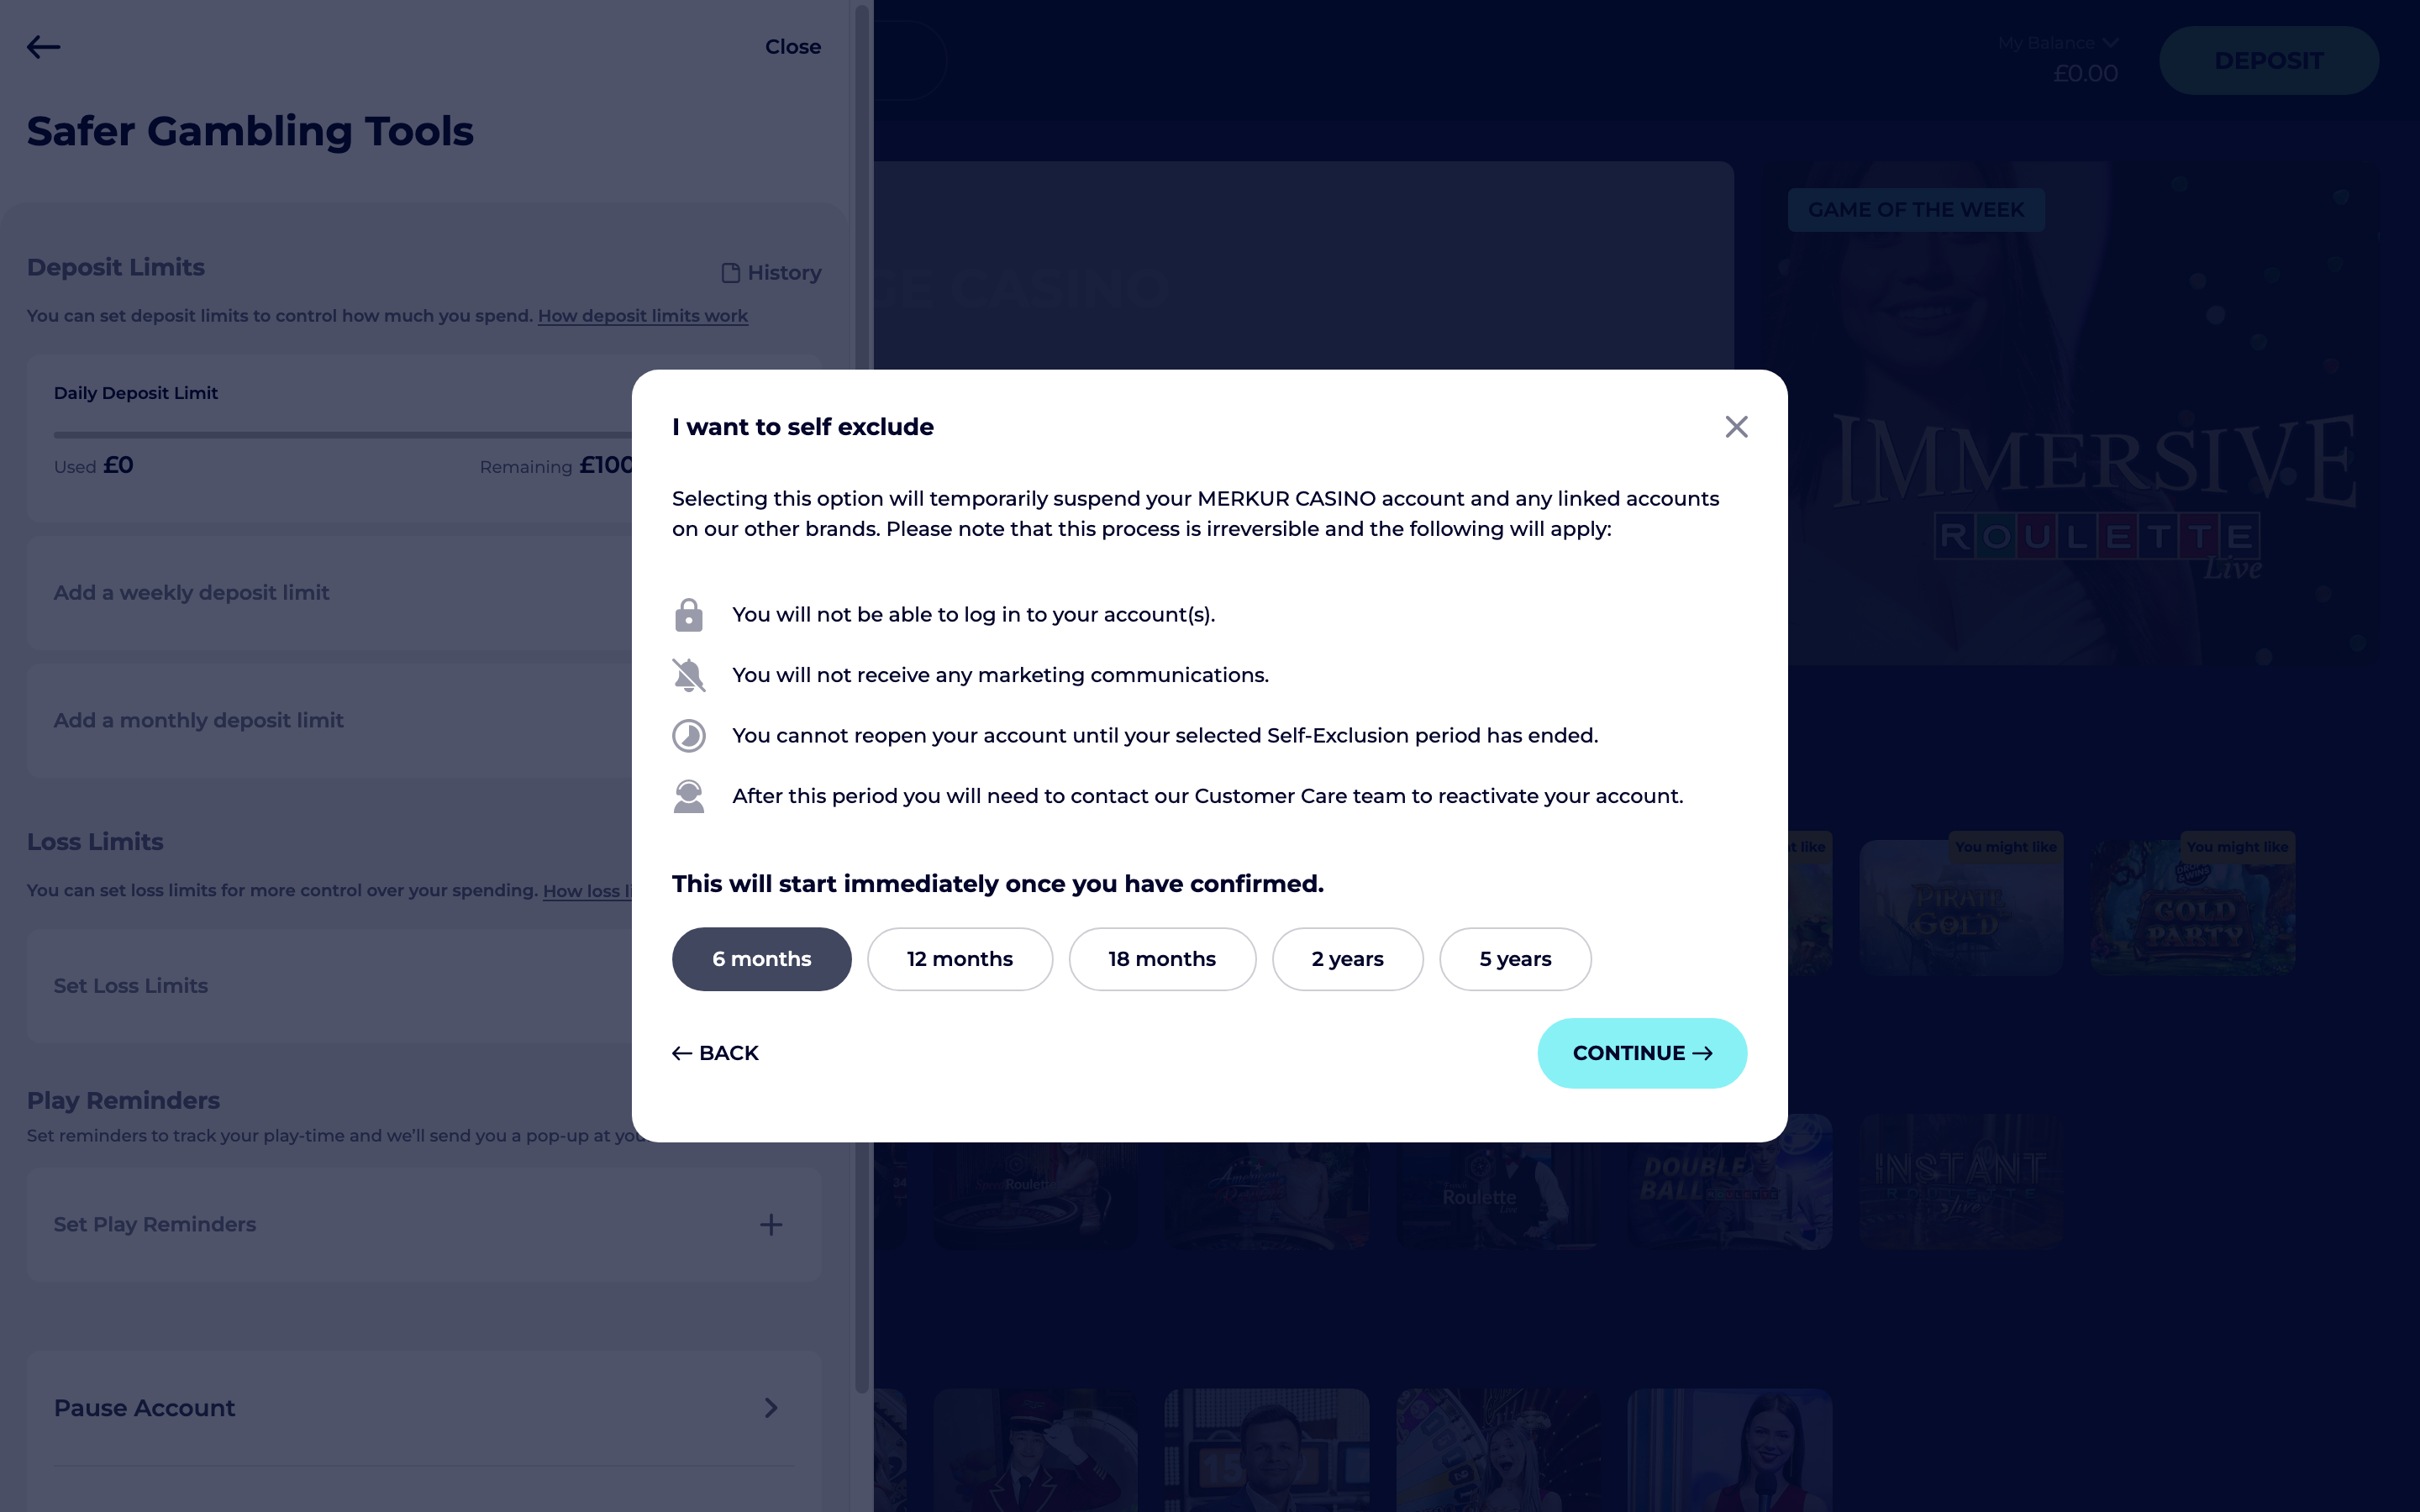 Close
Safer Gambling Tools
Deposit Limits
History
You can set deposit limits to control how much you spend. How deposit limits work
Daily Deposit Limit
Used £0
Remaining £100
Add a weekly deposit limit
Add a monthly deposit limit
Loss Limits
You can set loss limits for more control over your spending. How loss
Set Loss Limits
Play Reminders
Set reminders to track your play-time and we'll send you a pop-up at
Set Play Reminders
Pause Account
My Balance
£0.00
DEPOSIT
CASINO
GAME OF THE WEEK
IMMERSIVE
ROULETTE
Live
I want to self exclude
Selecting this option will temporarily suspend your MERKUR CASINO account and any linked accounts
on our other brands. Please note that this process is irreversible and the following will apply:
You will not be able to log in to your account(s).
You will not receive any marketing communications.
You cannot reopen your account until your selected Self-Exclusion period has ended.
After this period you will need to contact our Customer Care team to reactivate your account.
This will start immediately once you have confirmed.
6 months
12 months
18 months
2 years
5 years
BACK
CONTINUE
like
You might like
You might like
PIRATE
GOLD
GOLD
PARTY
24
Speed Roulette
American
Roulette
Live
DOUBLE
BALL
ROULETTE
INSTANT
ROULETTE
Live